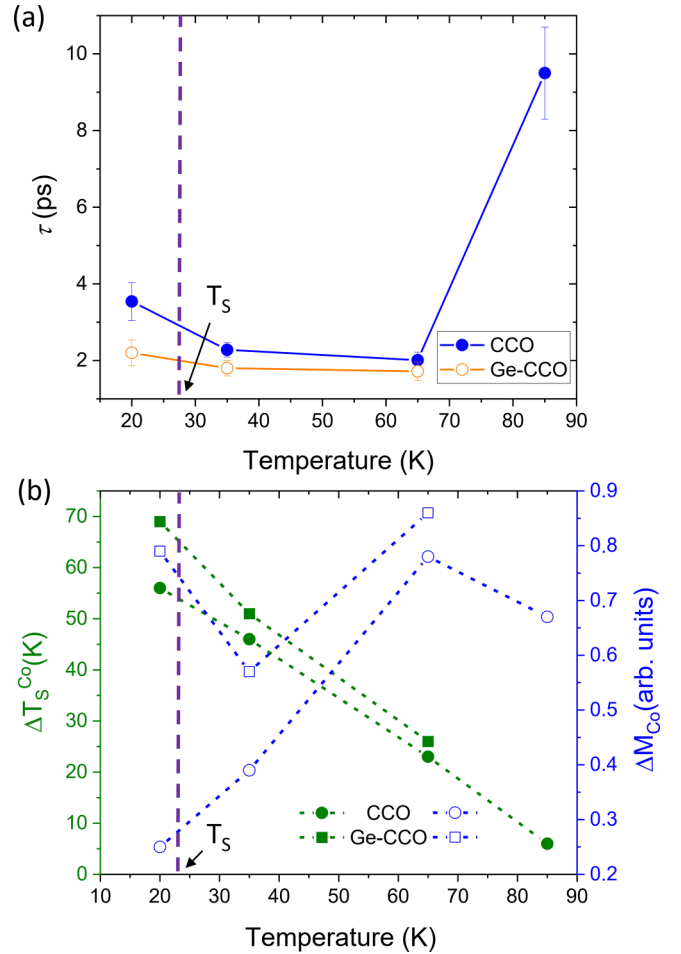 (a)
10
8
6
4
2
τ (ps)
T_S
CCO
Ge-CCO
20 30 40 50 60 70 80 90
Temperature (K)
(b)
70
60
50
40
30
20
10
0
ΔT_S^Co(K)
0.9
0.8
0.7
0.6
0.5
0.4
0.3
0.2
ΔM_Co(arb. units)
CCO
Ge-CCO
T_S
10 20 30 40 50 60 70 80 90
Temperature (K)